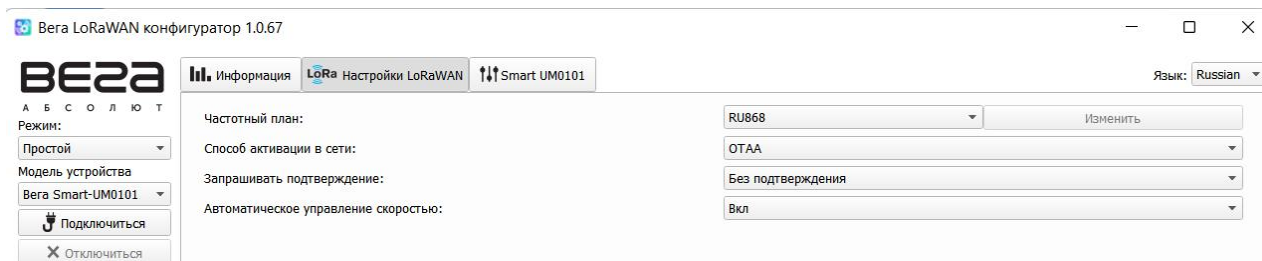 Вега LoRaWAN конфигуратор 1.0.67
ВЕГА
АБСОЛЮТ
Информация
LoRa Настройки LoRaWAN
Smart UM0101
Язык: Russian
Режим:
Простой
Модель устройства
Вега Smart-UM0101
Подключиться
Отключиться
Частотный план: RU868 Изменить
Способ активации в сети: OTAA
Запрашивать подтверждение: Без подтверждения
Автоматическое управление скоростью: Вкл